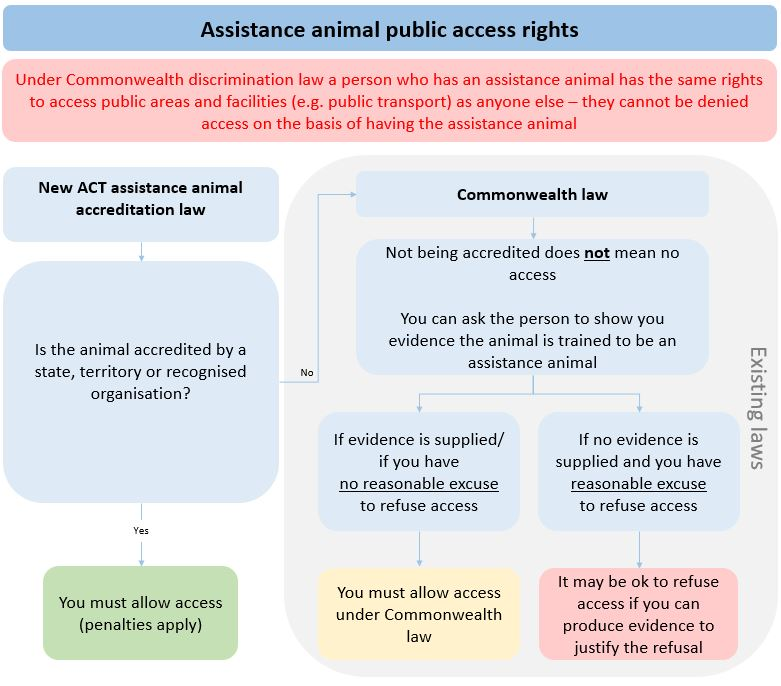 Assistance animal public access rights
Under Commonwealth discrimination law a person who has an assistance animal has the same rights
to access public areas and facilities (e.g. public transport) as anyone else – they cannot be denied
access on the basis of having the assistance animal
New ACT assistance animal
accreditation law
Is the animal accredited by a
state, territory or recognised
organisation?
Yes
You must allow access
(penalties apply)
No
Commonwealth law
Not being accredited does not mean no
access
You can ask the person to show you
evidence the animal is trained to be an
assistance animal
If evidence is supplied/
if you have
no reasonable excuse
to refuse access
You must allow access
under Commonwealth
law
If no evidence is
supplied and you have
reasonable excuse
to refuse access
It may be ok to refuse
access if you can
produce evidence to
justify the refusal
Existing laws